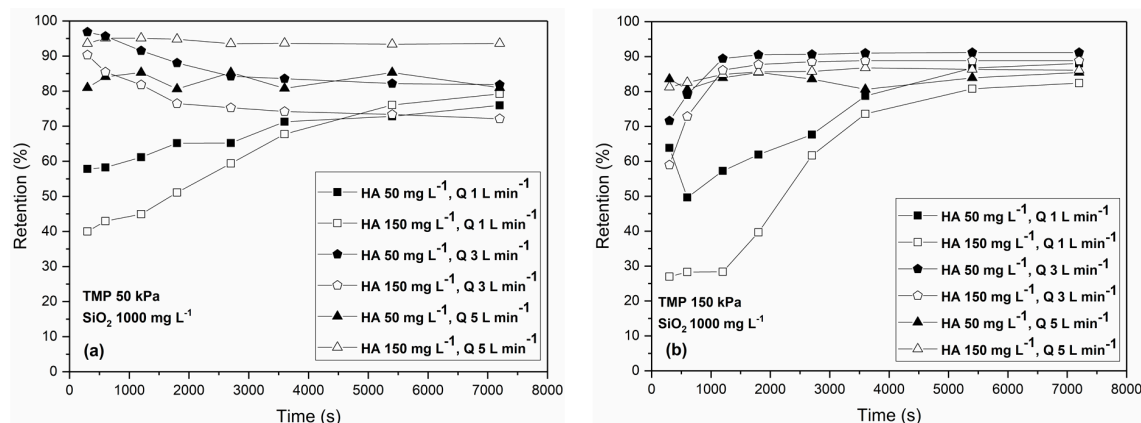 100
90
80
70
60
50
40
30
20
10
0
Retention (%)
HA 50 mg L⁻¹, Q 1 L min⁻¹
HA 150 mg L⁻¹, Q 1 L min⁻¹
HA 50 mg L⁻¹, Q 3 L min⁻¹
HA 150 mg L⁻¹, Q 3 L min⁻¹
HA 50 mg L⁻¹, Q 5 L min⁻¹
HA 150 mg L⁻¹, Q 5 L min⁻¹
TMP 50 kPa
SiO₂ 1000 mg L⁻¹
(a)
0 1000 2000 3000 4000 5000 6000 7000 8000
Time (s)
100
90
80
70
60
50
40
30
20
10
0
Retention (%)
HA 50 mg L⁻¹, Q 1 L min⁻¹
HA 150 mg L⁻¹, Q 1 L min⁻¹
HA 50 mg L⁻¹, Q 3 L min⁻¹
HA 150 mg L⁻¹, Q 3 L min⁻¹
HA 50 mg L⁻¹, Q 5 L min⁻¹
HA 150 mg L⁻¹, Q 5 L min⁻¹
TMP 150 kPa
SiO₂ 1000 mg L⁻¹
(b)
0 1000 2000 3000 4000 5000 6000 7000 8000
Time (s)